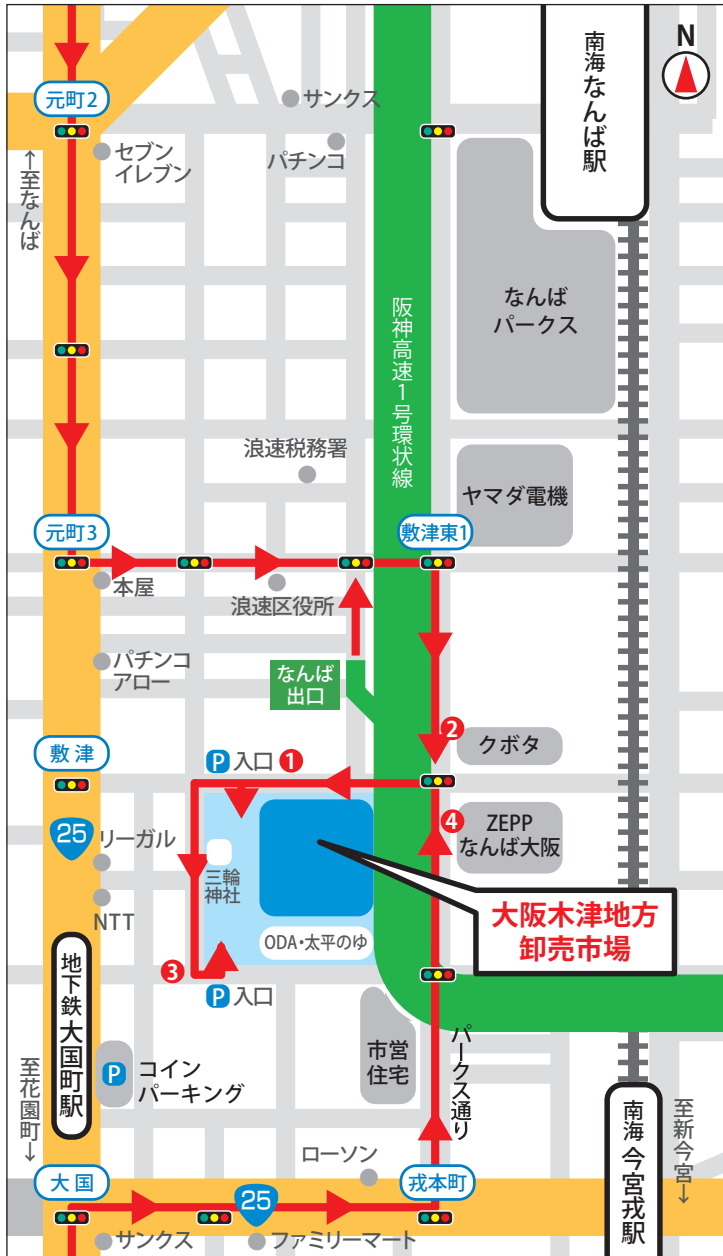 N
南海なんば駅
元町2
サンクス
セブン
イレブン
パチンコ
←至なんば
なんば
パークス
阪神高速1号環状線
浪速税務署
ヤマダ電機
元町3
敷津東1
本屋
浪速区役所
パチンコ
アロー
なんば
出口
2
クボタ
敷津
P 入口 1
25
リーガル
4
ZEPP
なんば大阪
三輪
神社
NTT
大阪木津地方
卸売市場
ODA・太平のゆ
3
P 入口
地下鉄大国町駅
P
コイン
パーキング
市営
住宅
パークス通り
至花園町→
南海今宮戎駅
至新今宮→
大国
ローソン
戎本町
25
サンクス
ファミリーマート